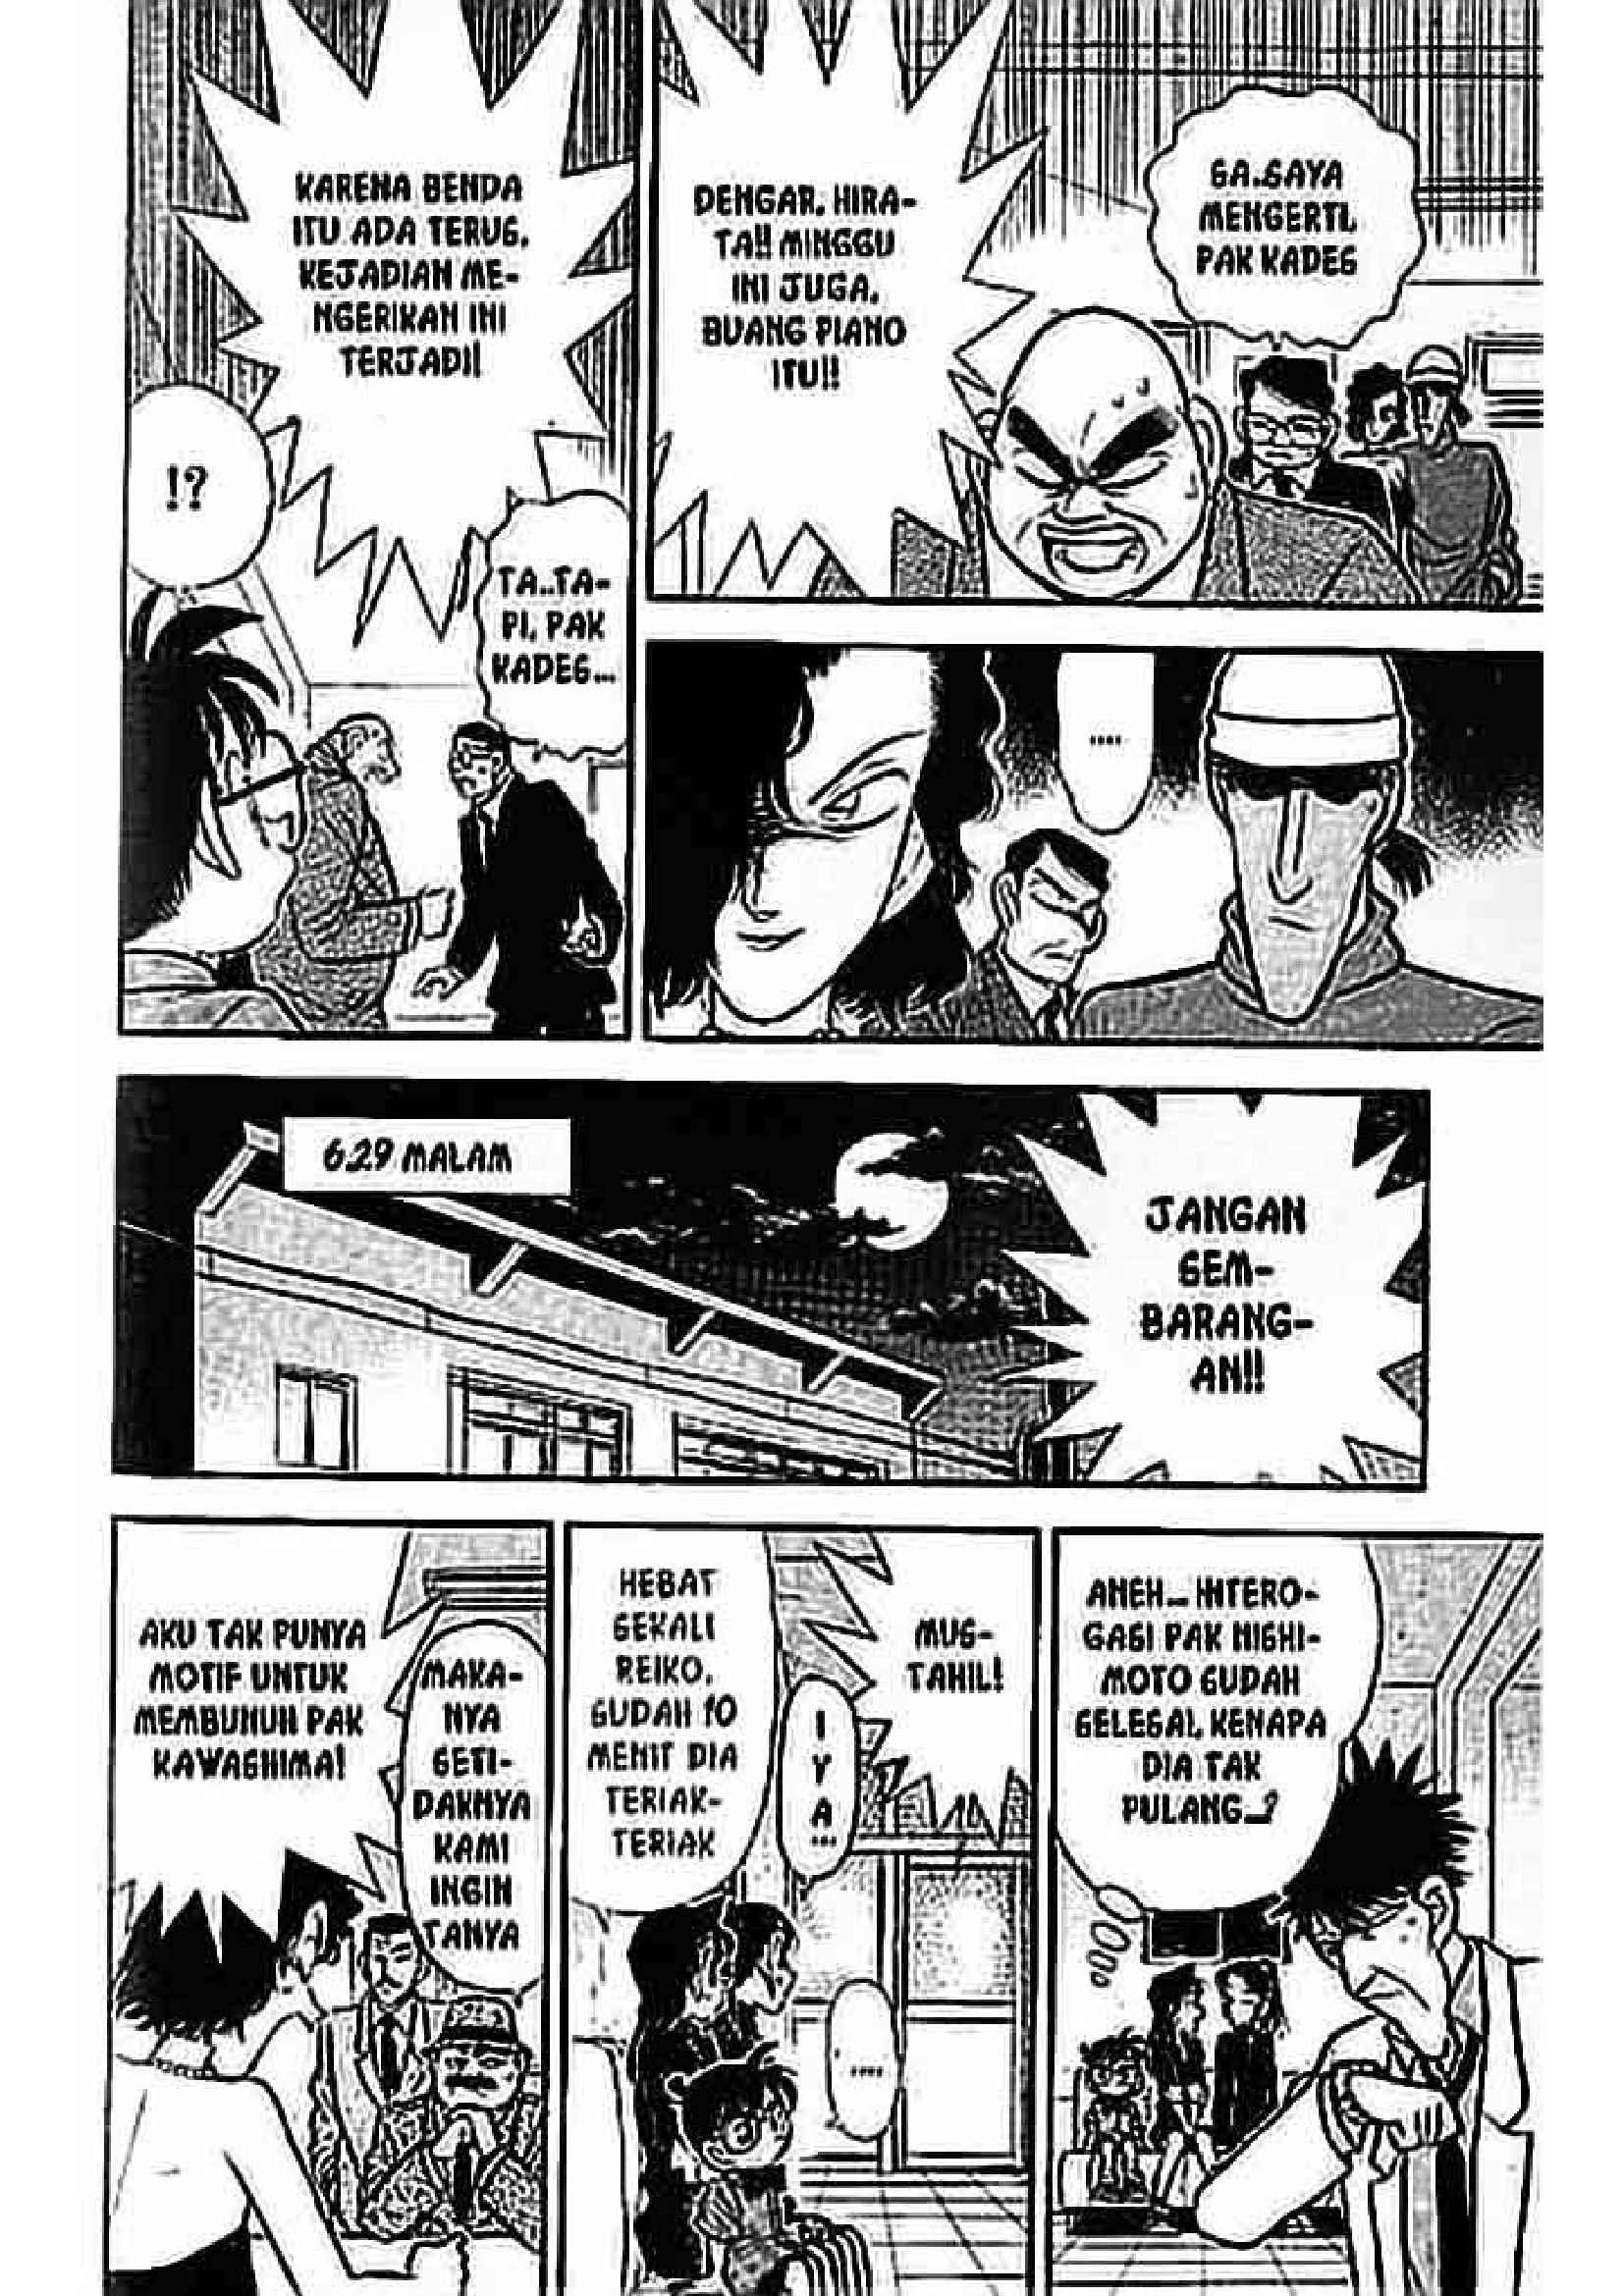 KARENA BENDA
ITU ADA TERUS,
KEJADIAN ME-
NGERIKAN INI
TERJADI!
!?
TA..TA-
PI, PAK
KADES...
DENGAR, HIRA-
TA!! MINGGU
INI JUGA,
BUANG PIANO
ITU!!
SA..SAYA
MENGERTI,
PAK KADES
....
6:29 MALAM
JANGAN
SEM-
BARANG-
AN!!
AKU TAK PUNYA
MOTIF UNTUK
MEMBUNUH PAK
KAWASHIMA!
MAKA-
NYA
SETI-
DAKNYA
KAMI
INGIN
TANYA
HEBAT
SEKALI
REIKO,
SUDAH 10
MENIT DIA
TERIAK-
TERIAK
I
Y
A
...
MUS-
TAHIL!
....
ANEH... INTERO-
GASI PAK NISHI-
MOTO SUDAH
SELESAI, KENAPA
DIA TAK
PULANG...?